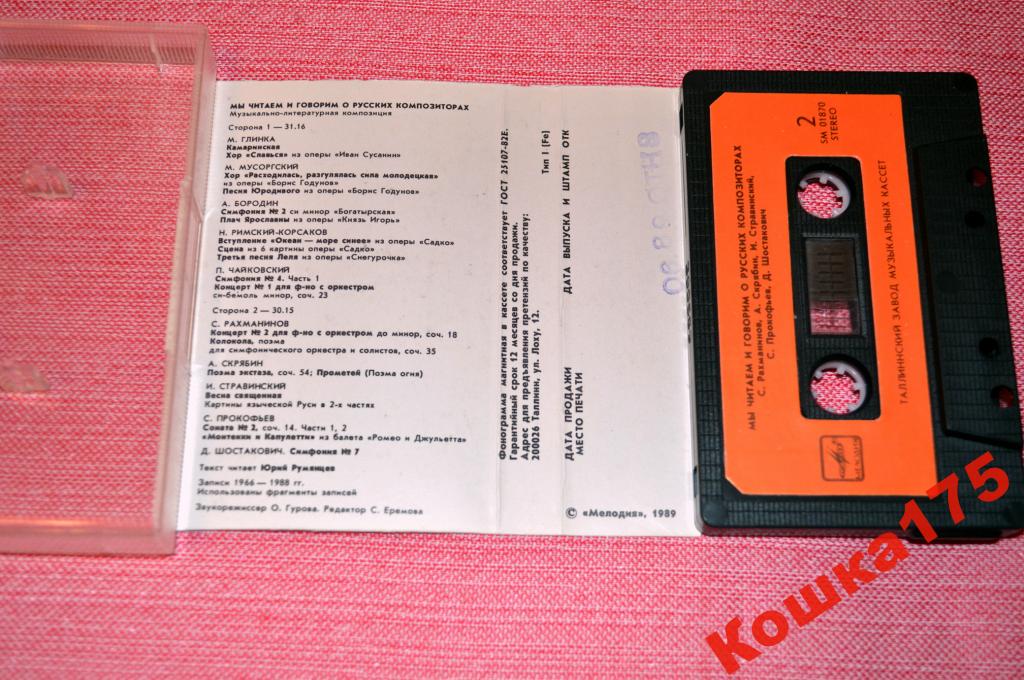 МЫ ЧИТАЕМ И ГОВОРИМ О РУССКИХ КОМПОЗИТОРАХ
Музыкально-литературная композиция
Сторона 1 — 31.16
М. ГЛИНКА
Камаринская
Хор «Славься» из оперы «Иван Сусанин»
М. МУСОРГСКИЙ
Хор «Расходилась, разгулялась сила молодецкая»
из оперы «Борис Годунов»
Песня Юродивого из оперы «Борис Годунов»
А. БОРОДИН
Симфония № 2 си минор «Богатырская»
Плач Ярославны из оперы «Князь Игорь»
Н. РИМСКИЙ-КОРСАКОВ
Вступление «Океан — море синее» из оперы «Садко»
Сцена из 6 картины оперы «Садко»
Третья песня Леля из оперы «Снегурочка»
П. ЧАЙКОВСКИЙ
Симфония № 4. Часть 1
Концерт № 1 для ф-но с оркестром
си-бемоль минор, соч. 23
Сторона 2 — 30.15
С. РАХМАНИНОВ
Концерт № 2 для ф-но с оркестром до минор, соч. 18
Колокола, поэма
для симфонического оркестра и солистов, соч. 35
А. СКРЯБИН
Поэма экстаза, соч. 54; Прометей (Поэма огня)
И. СТРАВИНСКИЙ
Весна священная
Картины языческой Руси в 2-х частях
С. ПРОКОФЬЕВ
Соната № 2, соч. 14. Части 1, 2
«Монтекки и Капулетти» из балета «Ромео и Джульетта»
Д. ШОСТАКОВИЧ. Симфония № 7
Текст читает Юрий Румянцев
Записи 1966 — 1988 гг.
Использованы фрагменты записей
Звукорежиссер О. Гурова. Редактор С. Еремова
Фонограмма магнитная в кассете соответствует ГОСТ 25107-82Е.
Гарантийный срок 12 месяцев со дня продажи.
Адрес для предъявления претензий по качеству:
200026 Таллинн, ул. Лоху, 12.
Тип I (Fe)
ДАТА ПРОДАЖИ
МЕСТО ПЕЧАТИ
ДАТА ВЫПУСКА И ШТАМП ОТК
© «Мелодия», 1989
2
SM 01870
STEREO
МЫ ЧИТАЕМ И ГОВОРИМ О РУССКИХ КОМПОЗИТОРАХ
С. Рахманинов, А. Скрябин, И. Стравинский,
С. Прокофьев, Д. Шостакович
ТАЛЛИННСКИЙ ЗАВОД МУЗЫКАЛЬНЫХ КАССЕТ
Кошка175